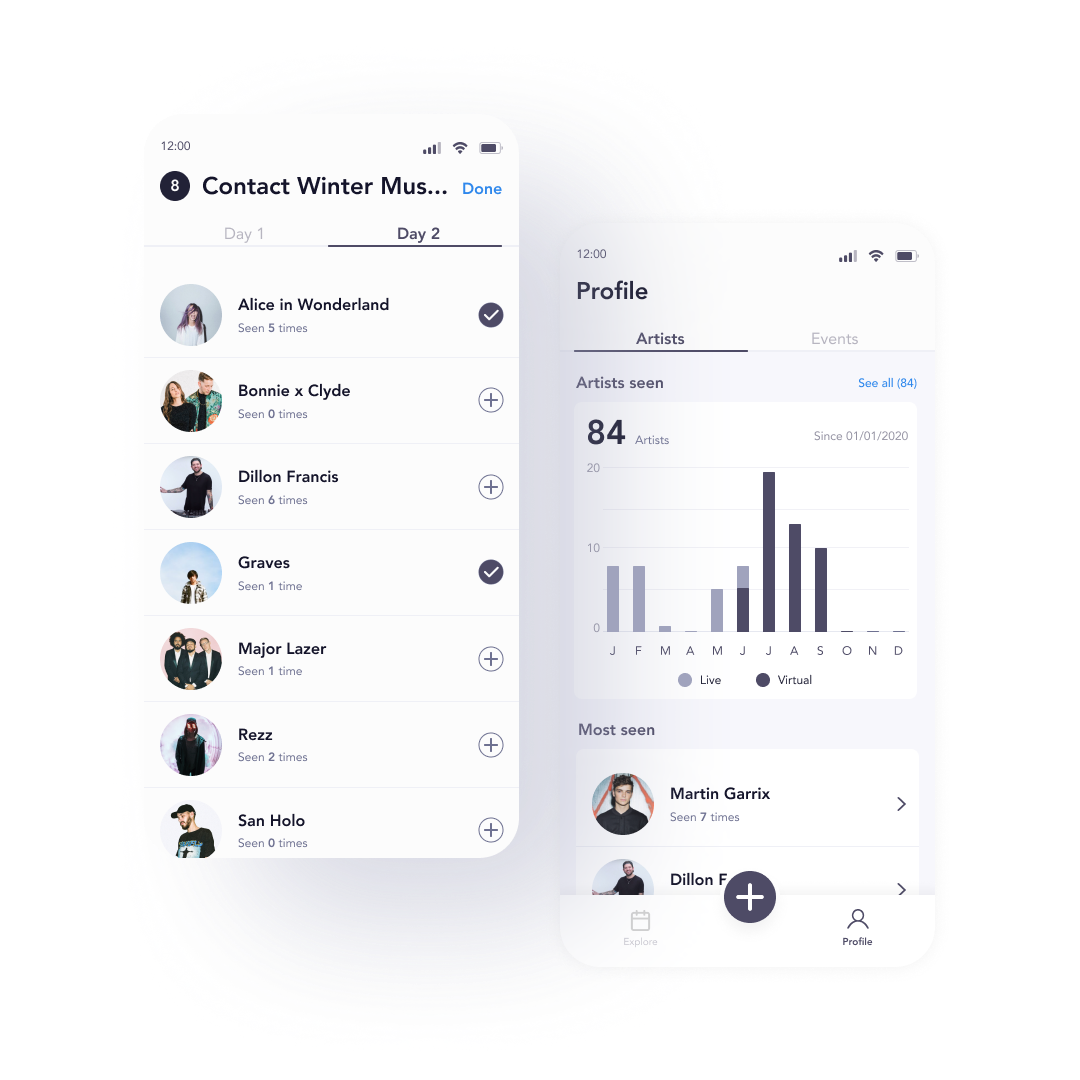 12:00
8 Contact Winter Mus... Done
Day 1 Day 2
Alice in Wonderland
Seen 5 times
Bonnie x Clyde
Seen 0 times
Dillon Francis
Seen 6 times
Graves
Seen 1 time
Major Lazer
Seen 1 time
Rezz
Seen 2 times
San Holo
Seen 0 times
12:00
Profile
Artists Events
Artists seen See all (84)
84 Artists Since 01/01/2020
20
10
0
J F M A M J J A S O N D
Live Virtual
Most seen
Martin Garrix
Seen 7 times
Dillon F
Explore Profile